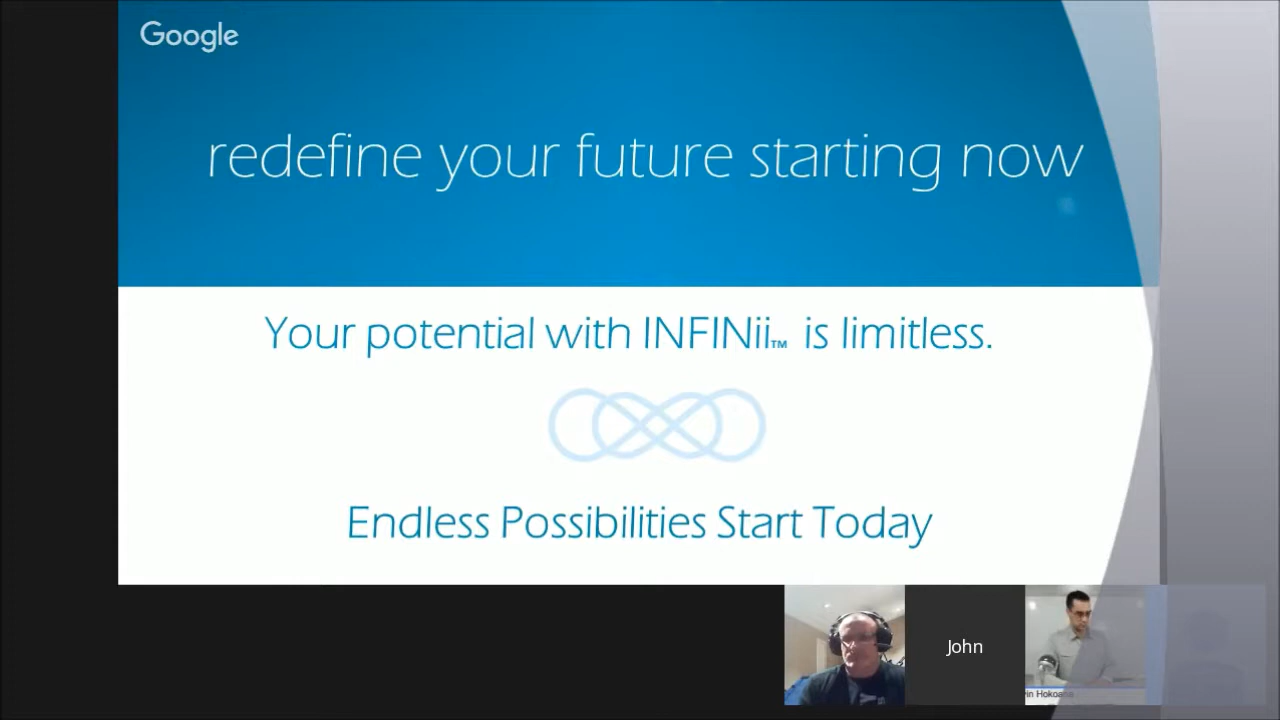 Google
redefine your future starting now
Your potential with INFINii™ is limitless.
Endless Possibilities Start Today
John